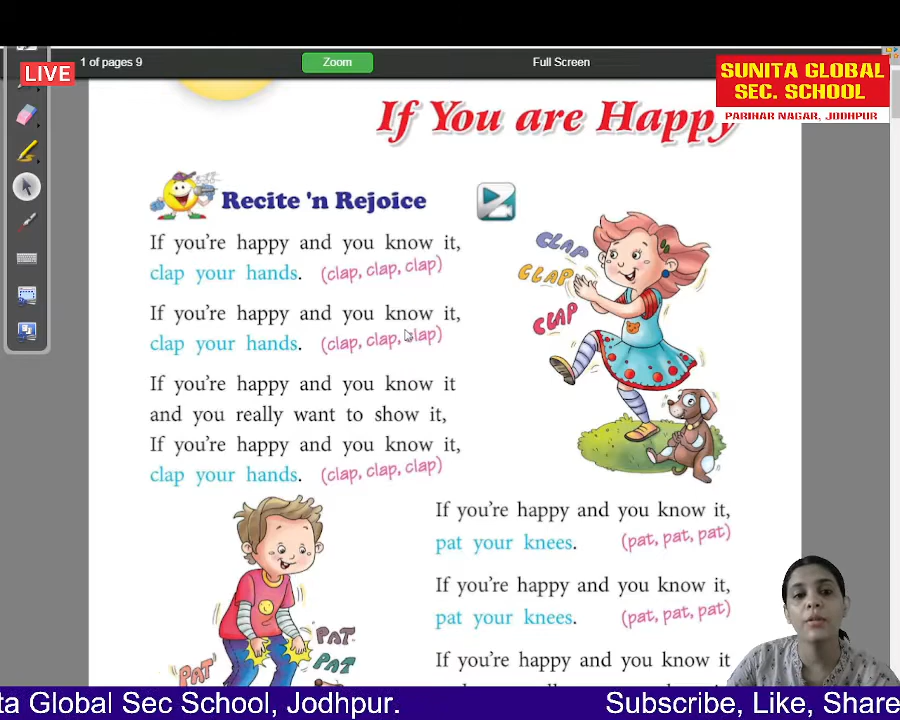 1 of pages 9
Zoom
Full Screen
LIVE
SUNITA GLOBAL
SEC. SCHOOL
PARIHAR NAGAR, JODHPUR
If You are Happy
Recite 'n Rejoice
If you're happy and you know it,
clap your hands. (clap, clap, clap)
If you're happy and you know it,
clap your hands. (clap, clap, clap)
If you're happy and you know it
and you really want to show it,
If you're happy and you know it,
clap your hands. (clap, clap, clap)
CLAP
CLAP
CLAP
If you're happy and you know it,
pat your knees. (pat, pat, pat)
If you're happy and you know it,
pat your knees. (pat, pat, pat)
If you're happy and you know it
PAT
PAT
PAT
ta Global Sec School, Jodhpur.
Subscribe, Like, Share